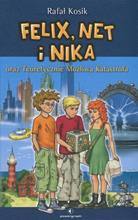 Rafał Kosik
FELIX, NET
i NIKA
oraz Teoretycznie Możliwa Katastrofa